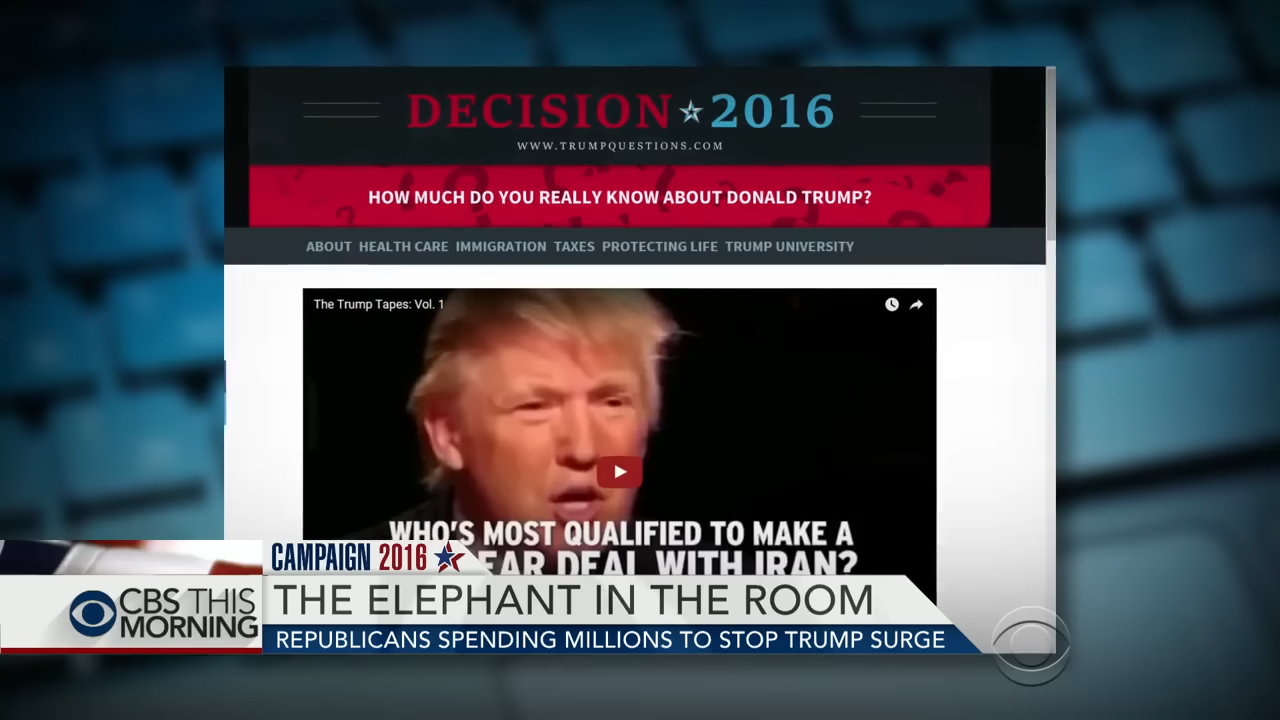 DECISION 2016
WWW.TRUMPQUESTIONS.COM
HOW MUCH DO YOU REALLY KNOW ABOUT DONALD TRUMP?
ABOUT HEALTH CARE IMMIGRATION TAXES PROTECTING LIFE TRUMP UNIVERSITY
The Trump Tapes: Vol. 1
WHO'S MOST QUALIFIED TO MAKE A
DEAL WITH IRAN?
CAMPAIGN 2016
THE ELEPHANT IN THE ROOM
CBS THIS
MORNING
REPUBLICANS SPENDING MILLIONS TO STOP TRUMP SURGE